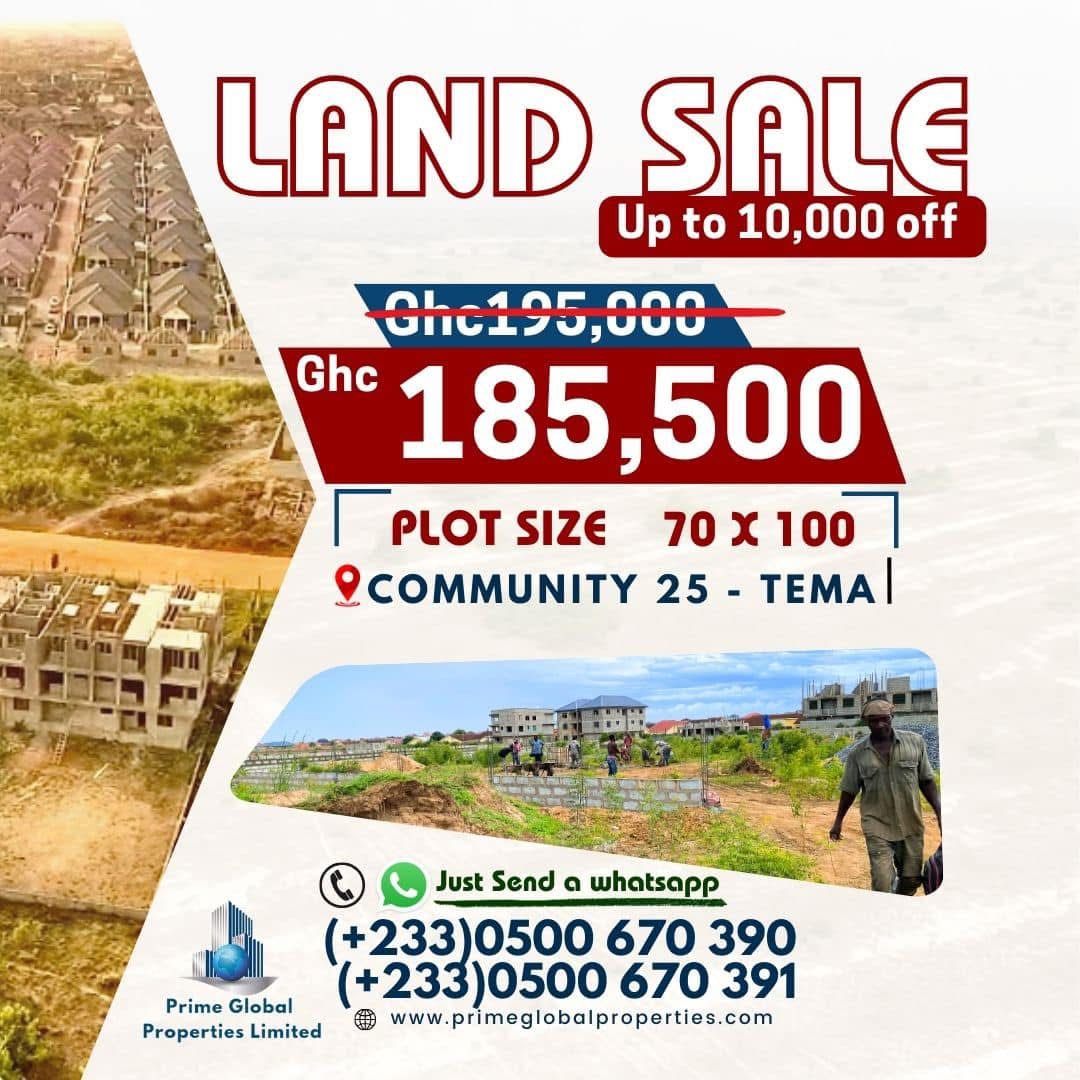 LAND SALE
Up to 10,000 off
Ghc195,000
Ghc 185,500
PLOT SIZE 70 X 100
COMMUNITY 25 - TEMA
Just Send a whatsapp
(+233)0500 670 390
(+233)0500 670 391
www.primeglobalproperties.com
Prime Global
Properties Limited